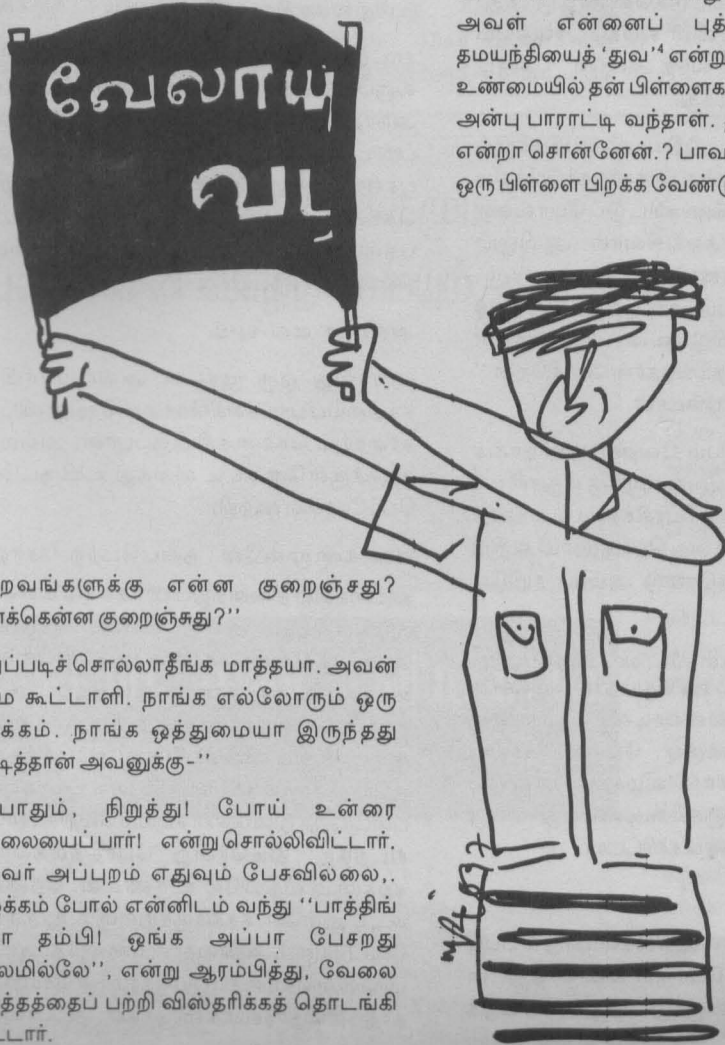 வேலாயு
வட
அவள் என்னைப் புத்
தமயந்தியைத் 'துவ'⁴ என்று
உண்மையில் தன் பிள்ளைக
அன்பு பாராட்டி வந்தாள்.
என்றா சொன்னேன்.? பாவ
ஒரு பிள்ளை பிறக்க வேண்டு
றவங்களுக்கு என்ன குறைஞ்சது?
னக்கென்ன குறைஞ்சுது?''
ப்படிச் சொல்லாதீங்க மாத்தயா. அவன்
ம கூட்டாளி. நாங்க எல்லோரும் ஒரு
க்கம். நாங்க ஒத்துமையா இருந்தது
டித்தான் அவனுக்கு-''
போதும், நிறுத்து! போய் உன்ரை
லையைப்பார்! என்று சொல்லிவிட்டார்.
வர் அப்புறம் எதுவும் பேசவில்லை,.
க்கம் போல் என்னிடம் வந்து ''பாத்திங்
ா தம்பி! ஒங்க அப்பா பேசறது
லமில்லே'', என்று ஆரம்பித்து, வேலை
த்தத்தைப் பற்றி விஸ்தரிக்கத் தொடங்கி
ட்டார்.